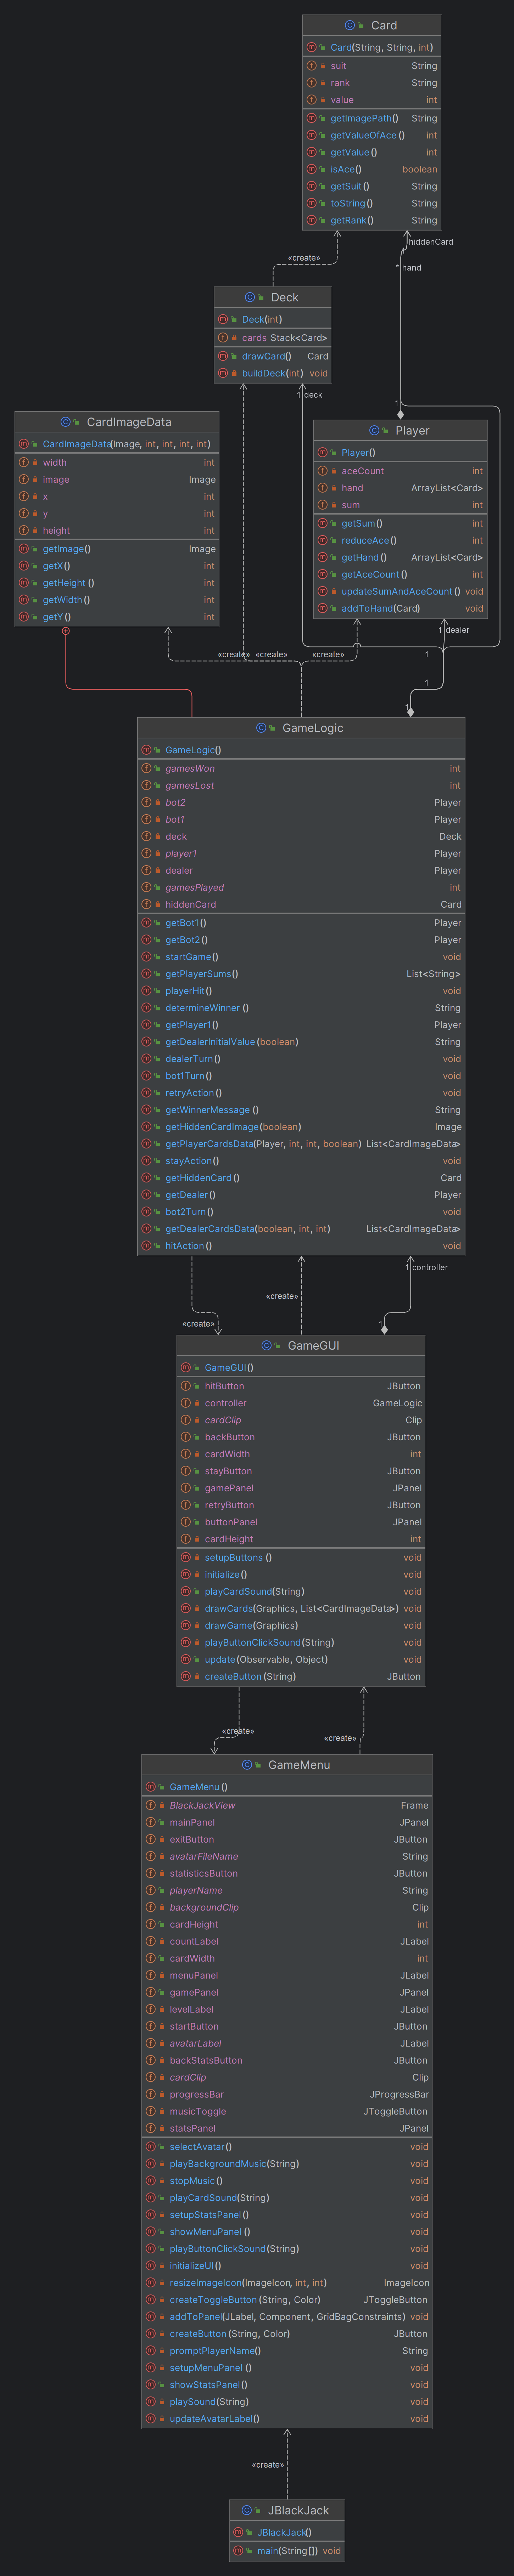 Card
Card(String, String, int)
suit String
rank String
value int
getImagePath() String
getValueOfAce() int
getValue() int
isAce() boolean
getSuit() String
toString() String
getRank() String
hiddenCard
«create»
* hand
Deck
Deck(int)
cards Stack<Card>
drawCard() Card
buildDeck(int) void
1 deck
1
CardImageData
CardImageData(Image, int, int, int, int)
width int
image Image
x int
y int
height int
getImage() Image
getX() int
getHeight() int
getWidth() int
getY() int
Player
Player()
aceCount int
hand ArrayList<Card>
sum int
getSum() int
reduceAce() int
getHand() ArrayList<Card>
getAceCount() int
updateSumAndAceCount() void
addToHand(Card) void
1 dealer
«create» «create» «create» 1
1
1
GameLogic
GameLogic()
gamesWon int
gamesLost int
bot2 Player
bot1 Player
deck Deck
player1 Player
dealer Player
gamesPlayed int
hiddenCard Card
getBot1() Player
getBot2() Player
startGame() void
getPlayerSums() List<String>
playerHit() void
determineWinner() String
getPlayer1() Player
getDealerInitialValue(boolean) String
dealerTurn() void
bot1Turn() void
retryAction() void
getWinnerMessage() String
getHiddenCardImage(boolean) Image
getPlayerCardsData(Player, int, int, boolean) List<CardImageData>
stayAction() void
getHiddenCard() Card
getDealer() Player
bot2Turn() void
getDealerCardsData(boolean, int, int) List<CardImageData>
hitAction() void
1 controller
«create»
«create» 1
GameGUI
GameGUI()
hitButton JButton
controller GameLogic
cardClip Clip
backButton JButton
cardWidth int
stayButton JButton
gamePanel JPanel
retryButton JButton
buttonPanel JPanel
cardHeight int
setupButtons() void
initialize() void
playCardSound(String) void
drawCards(Graphics, List<CardImageData>) void
drawGame(Graphics) void
playButtonClickSound(String) void
update(Observable, Object) void
createButton(String) JButton
«create»
«create»
GameMenu
GameMenu()
BlackJackView Frame
mainPanel JPanel
exitButton JButton
avatarFileName String
statisticsButton JButton
playerName String
backgroundClip Clip
cardHeight int
countLabel JLabel
cardWidth int
menuPanel JLabel
gamePanel JPanel
levelLabel JLabel
startButton JButton
avatarLabel JLabel
backStatsButton JButton
cardClip Clip
progressBar JProgressBar
musicToggle JToggleButton
statsPanel JPanel
selectAvatar() void
playBackgroundMusic(String) void
stopMusic() void
playCardSound(String) void
setupStatsPanel() void
showMenuPanel() void
playButtonClickSound(String) void
initializeUI() void
resizeImageIcon(ImageIcon, int, int) ImageIcon
createToggleButton(String, Color) JToggleButton
addToPanel(JLabel, Component, GridBagConstraints) void
createButton(String, Color) JButton
promptPlayerName() String
setupMenuPanel() void
showStatsPanel() void
playSound(String) void
updateAvatarLabel() void
«create»
JBlackJack
JBlackJack()
main(String[]) void